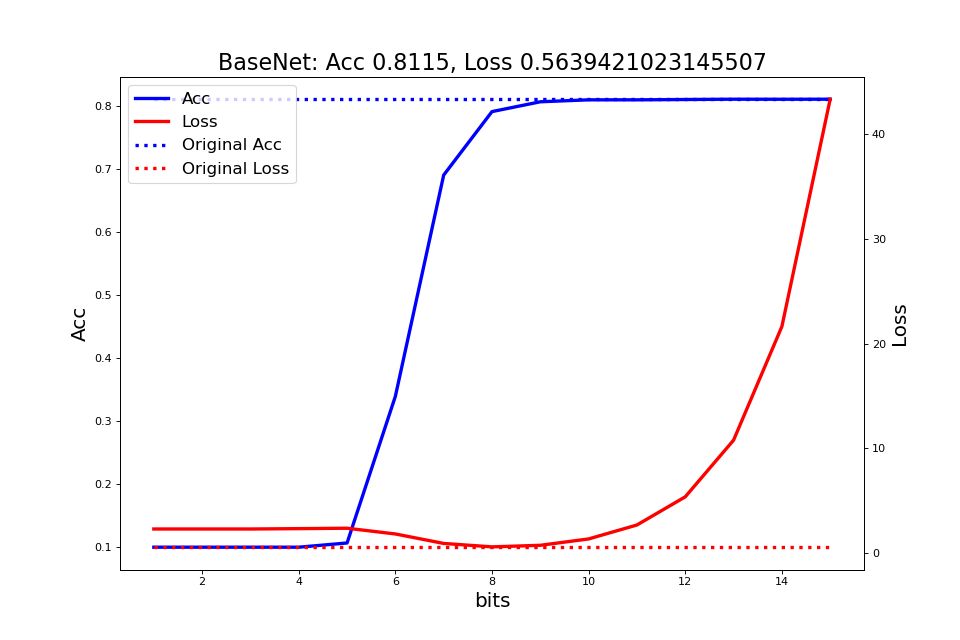 BaseNet: Acc 0.8115, Loss 0.5639421023145507
Acc
Loss
Original Acc
Original Loss
0.8
0.7
0.6
0.5
0.4
0.3
0.2
0.1
Acc
40
30
20
10
0
Loss
2 4 6 8 10 12 14
bits